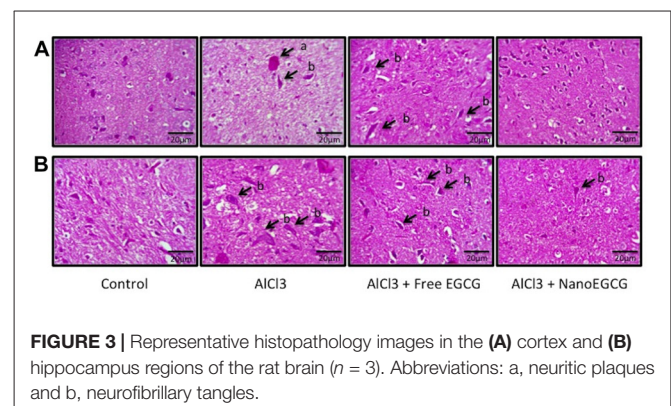 A
a
b
b
b
b
20µm
20µm
20µm
20µm
B
b
b
b
b
b
b
b
20µm
20µm
20µm
20µm
Control
AlCl3
AlCl3 + Free EGCG
AlCl3 + NanoEGCG
FIGURE 3 | Representative histopathology images in the (A) cortex and (B)
hippocampus regions of the rat brain (n = 3). Abbreviations: a, neuritic plaques
and b, neurofibrillary tangles.